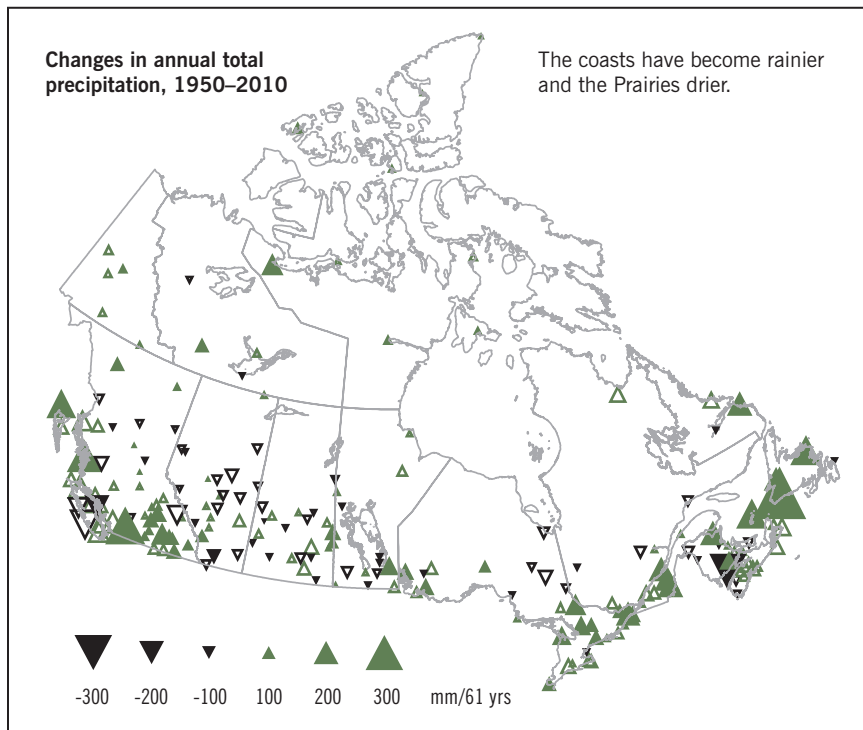 Changes in annual total
precipitation, 1950–2010
The coasts have become rainier
and the Prairies drier.
-300 -200 -100 100 200 300 mm/61 yrs